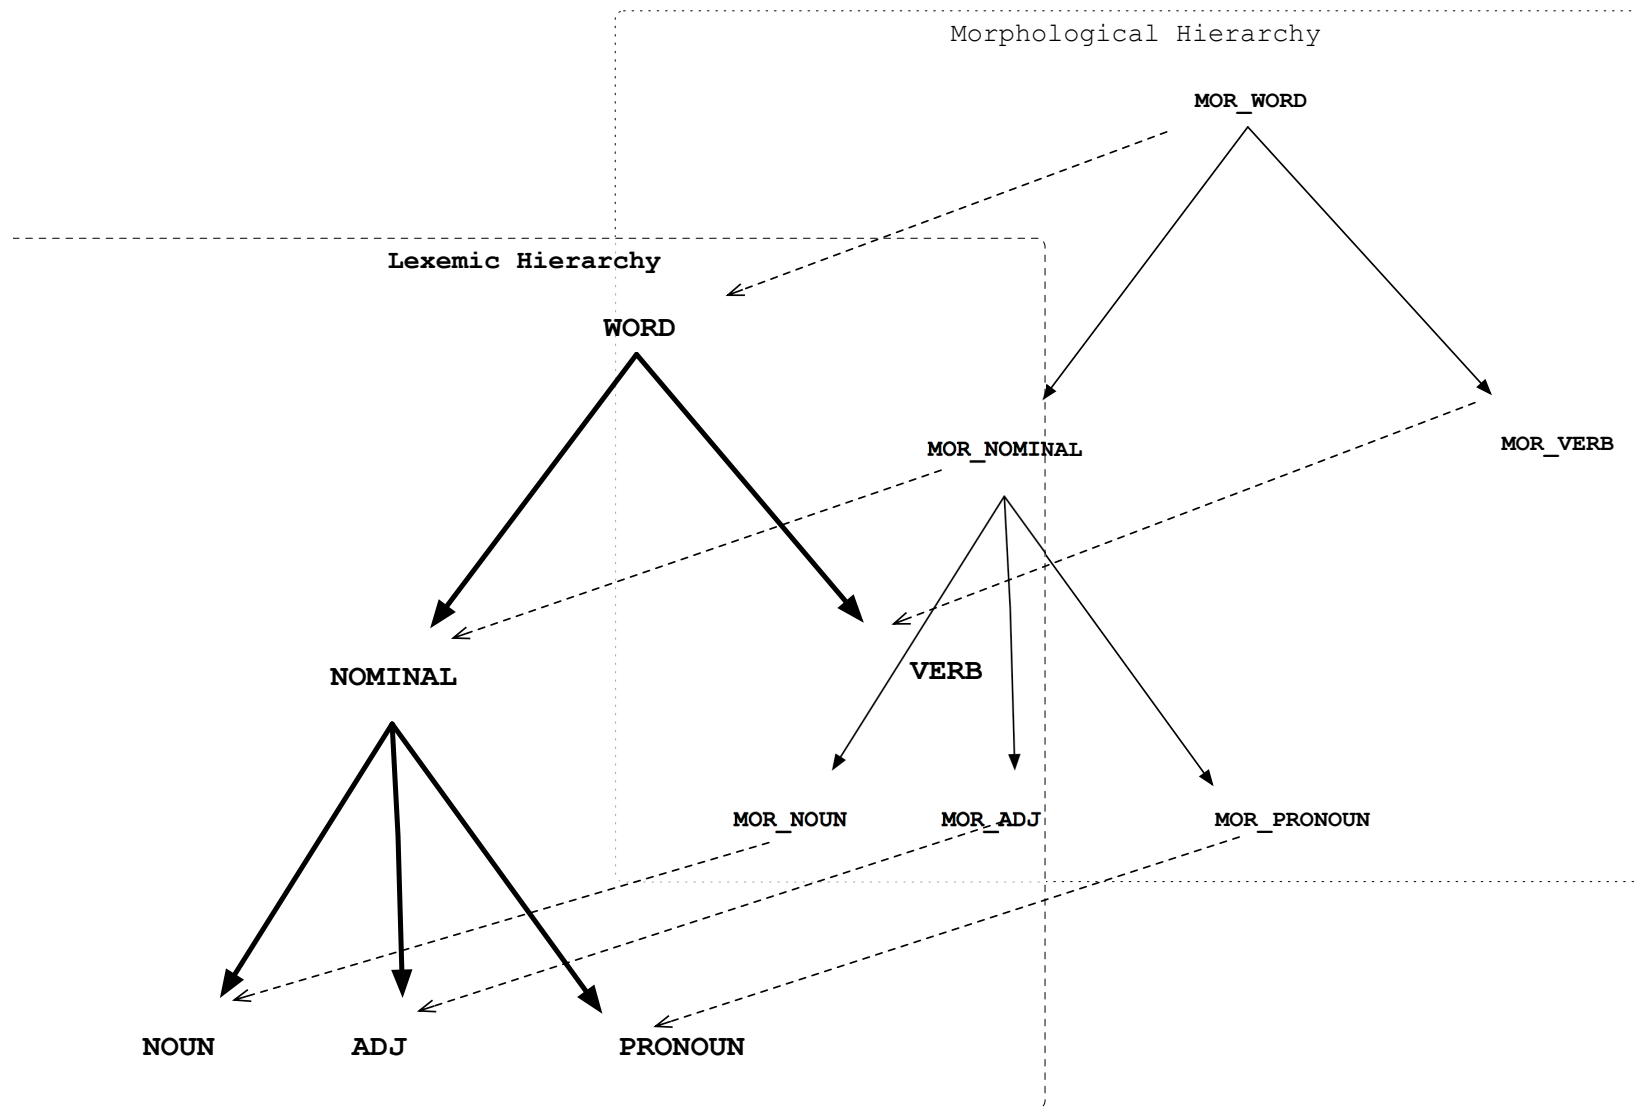 Morphological Hierarchy
MOR_WORD
Lexemic Hierarchy
WORD
MOR_NOMINAL
MOR_VERB
NOMINAL
VERB
MOR_NOUN
MOR_ADJ
MOR_PRONOUN
NOUN
ADJ
PRONOUN